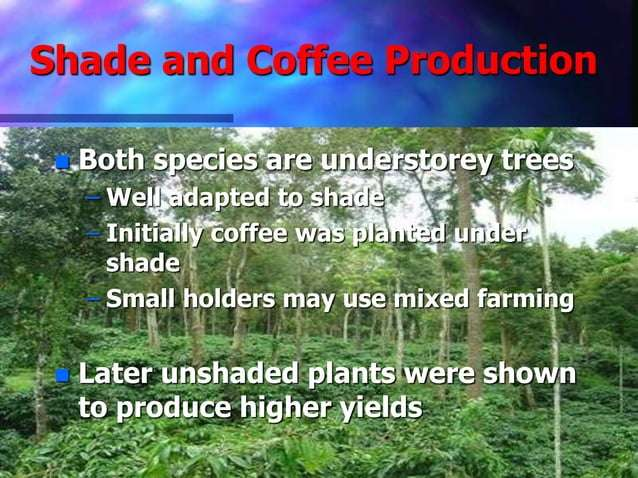 Shade and Coffee Production
Both species are understorey trees
– Well adapted to shade
– Initially coffee was planted under
shade
– Small holders may use mixed farming
Later unshaded plants were shown
to produce higher yields